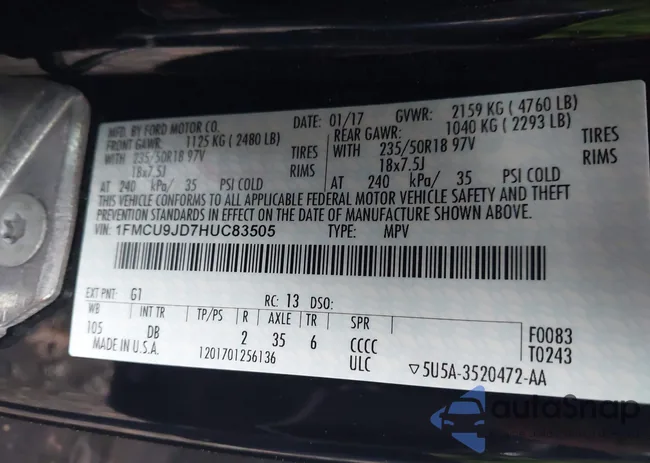 MFD. BY FORD MOTOR CO.
DATE: 01/17 GVWR: 2159 KG ( 4760 LB)
FRONT GAWR: 1125 KG ( 2480 LB) REAR GAWR: 1040 KG ( 2293 LB)
WITH 235/50R18 97V TIRES WITH 235/50R18 97V TIRES
18x7.5J RIMS 18x7.5J RIMS
AT 240 kPa/ 35 PSI COLD AT 240 kPa/ 35 PSI COLD
THIS VEHICLE CONFORMS TO ALL APPLICABLE FEDERAL MOTOR VEHICLE SAFETY AND THEFT
PREVENTION STANDARDS IN EFFECT ON THE DATE OF MANUFACTURE SHOWN ABOVE.
VIN: 1FMCU9JD7HUC83505 TYPE: MPV
EXT PNT: G1 RC: 13 DSO:
WB INT TR TP/PS R AXLE TR SPR
105 DB 2 35 6 CCCC
F0083
T0243
MADE IN U.S.A. 1201701256136 ULC ▽5U5A-3520472-AA
autoSnap